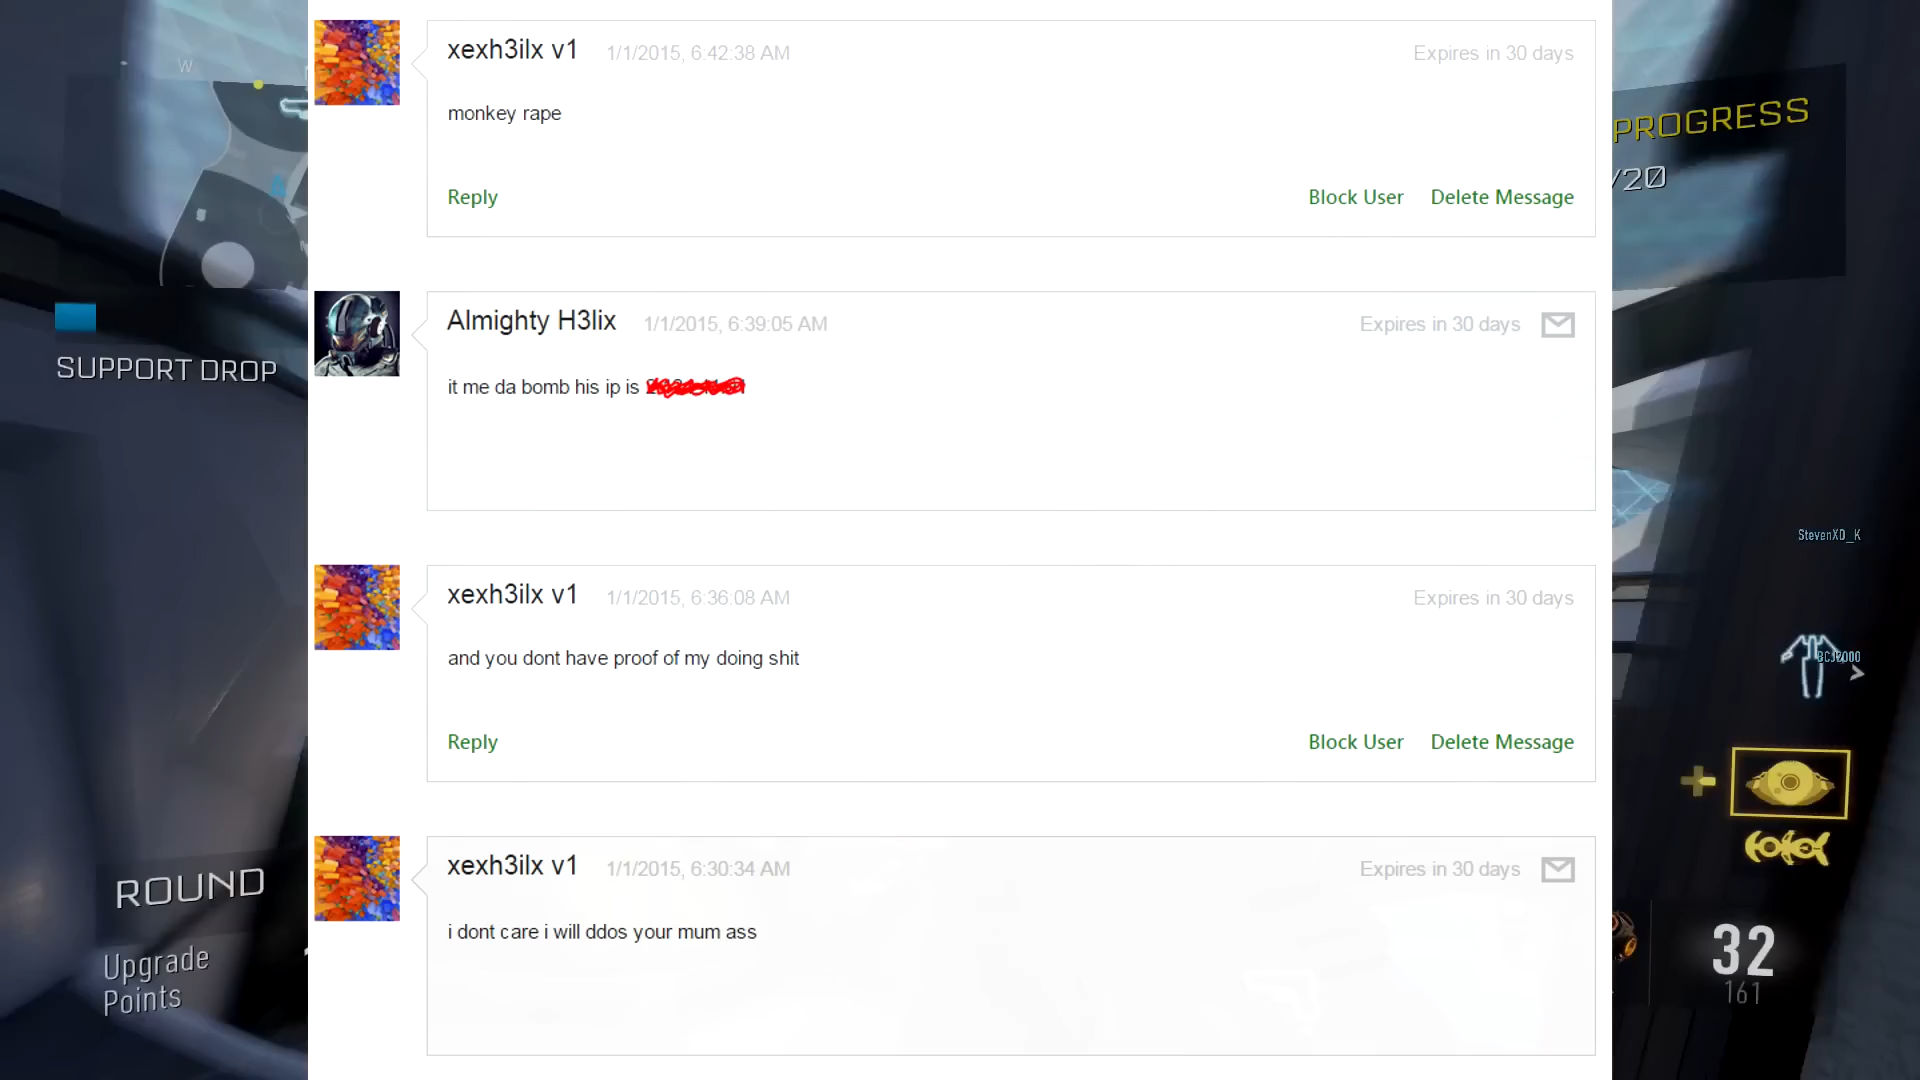 xexh3ilx v1 1/1/2015, 6:42:38 AM Expires in 30 days
monkey rape
Reply Block User Delete Message
Almighty H3lix 1/1/2015, 6:39:05 AM Expires in 30 days
it me da bomb his ip is
xexh3ilx v1 1/1/2015, 6:36:08 AM Expires in 30 days
and you dont have proof of my doing shit
Reply Block User Delete Message
xexh3ilx v1 1/1/2015, 6:30:34 AM Expires in 30 days
i dont care i will ddos your mum ass
W
SUPPORT DROP
ROUND
Upgrade
Points
PROGRESS
/20
StevenXD_K
32
161